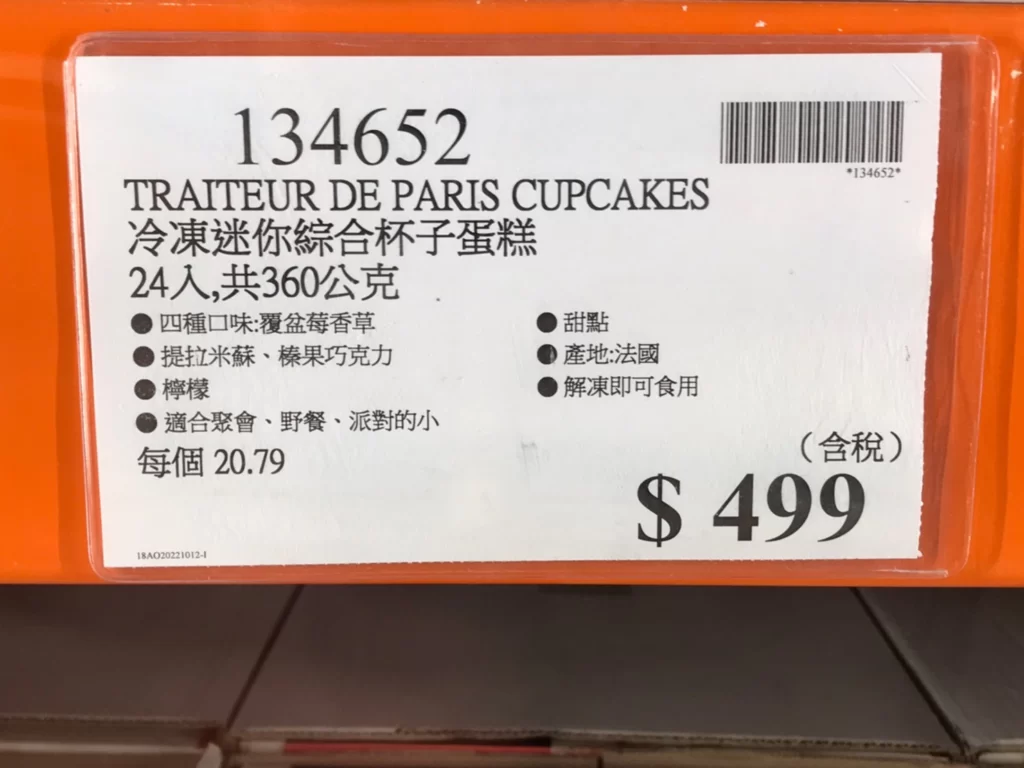 134652
*134652*
TRAITEUR DE PARIS CUPCAKES
冷凍迷你綜合杯子蛋糕
24入,共360公克
●四種口味:覆盆莓香草
●提拉米蘇、榛果巧克力
●檸檬
●適合聚會、野餐、派對的小
●甜點
●產地:法國
●解凍即可食用
每個 20.79
（含稅）
$ 499
18AO20221012-1